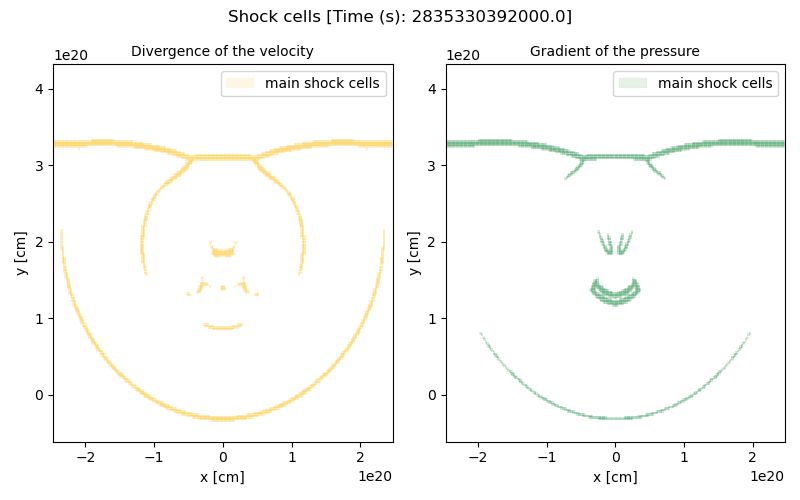 Shock cells [Time (s): 2835330392000.0]
Divergence of the velocity
Gradient of the pressure
1e20
1e20
main shock cells
main shock cells
4
3
2
1
0
4
3
2
1
0
y [cm]
y [cm]
−2 −1 0 1 2
−2 −1 0 1 2
1e20
1e20
x [cm]
x [cm]